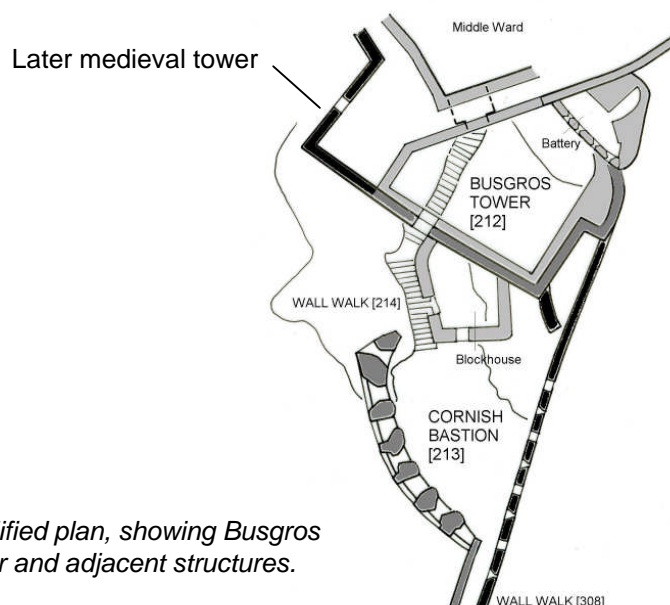 Middle Ward
Later medieval tower
Battery
BUSGROS
TOWER
[212]
WALL WALK [214]
Blockhouse
CORNISH
BASTION
[213]
ified plan, showing Busgros
r and adjacent structures.
WALL WALK [308]